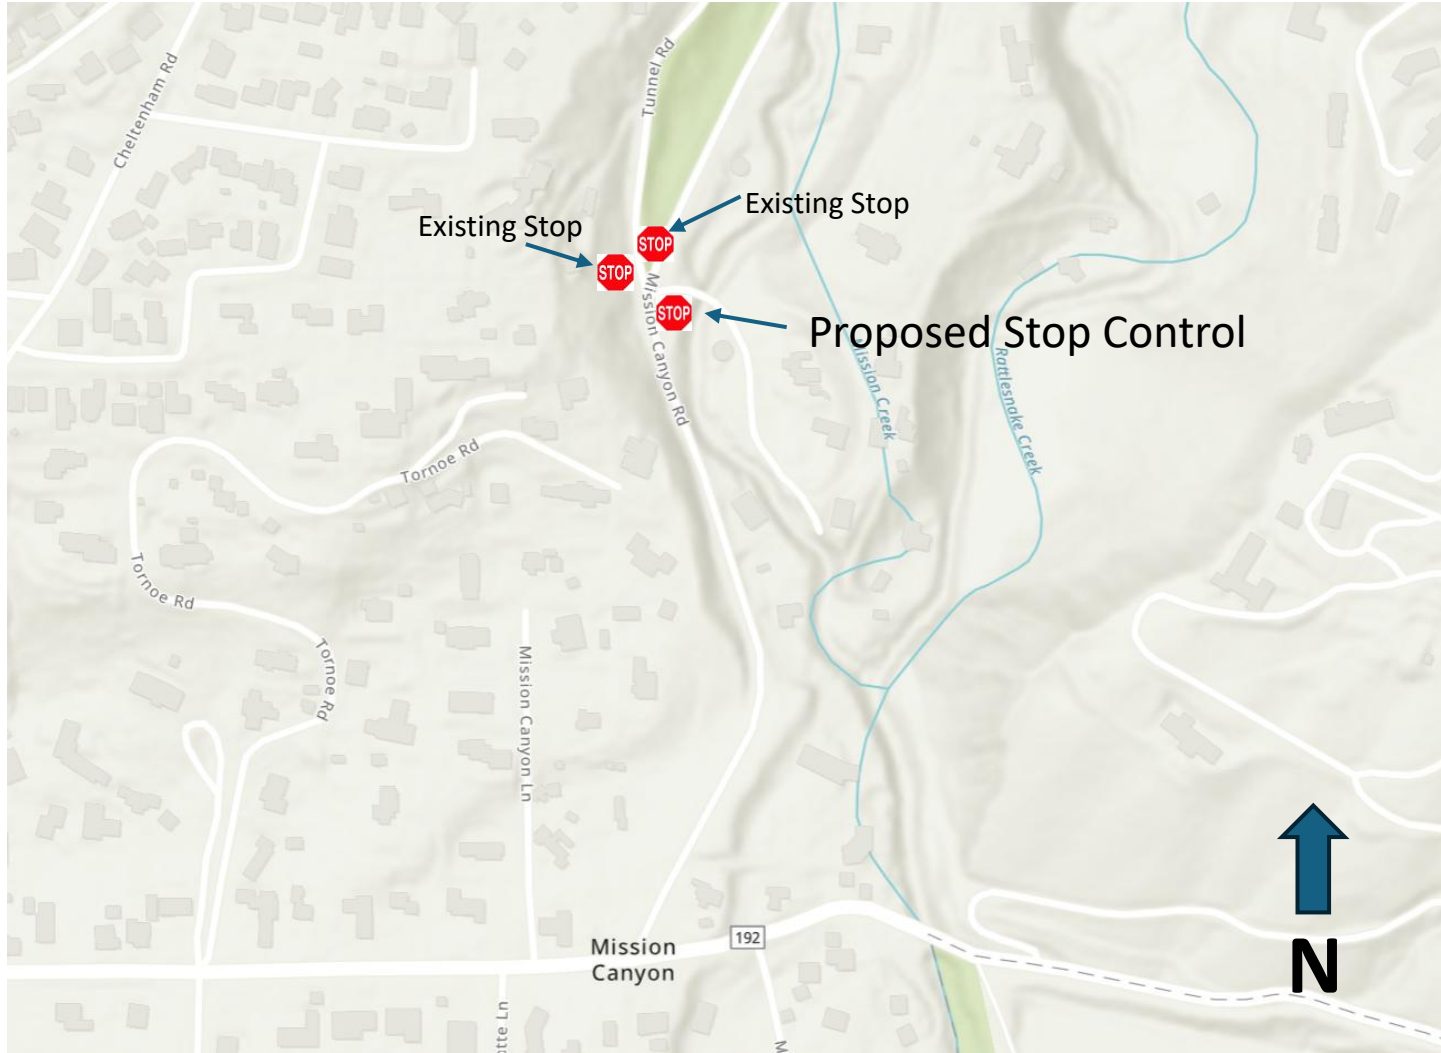 Tunnel Rd
Cheltenham Rd
Existing Stop
Existing Stop
STOP
STOP
STOP
Proposed Stop Control
Mission Canyon Rd
Mission Creek
Rattlesnake Creek
Tornoe Rd
Tornoe Rd
Tornoe Rd
Mission Canyon Ln
192
Mission
Canyon
N
Ln
M